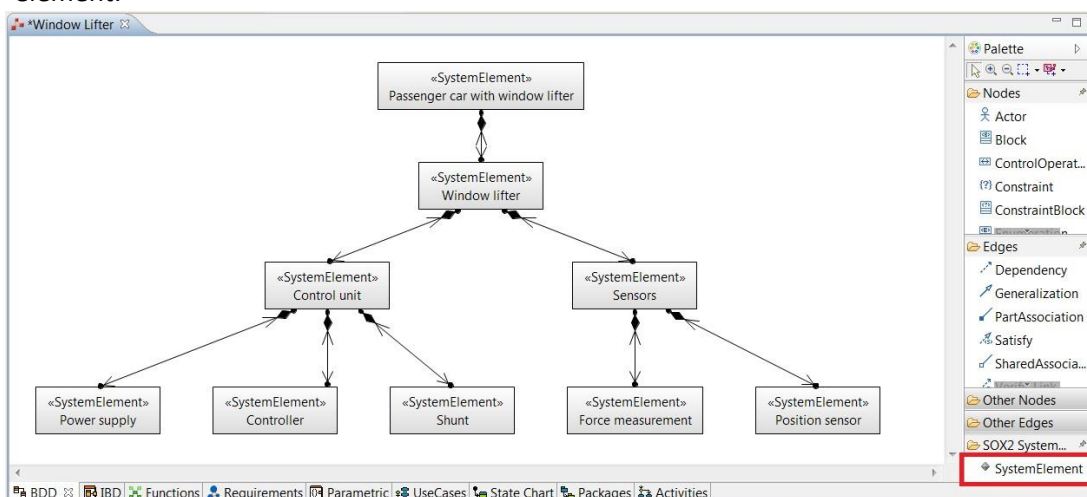 element.
*Window Lifter
«SystemElement»
Passenger car with window lifter
«SystemElement»
Window lifter
«SystemElement»
Control unit
«SystemElement»
Sensors
«SystemElement»
Power supply
«SystemElement»
Controller
«SystemElement»
Shunt
«SystemElement»
Force measurement
«SystemElement»
Position sensor
Palette
Nodes
Actor
Block
ControlOperat...
Constraint
ConstraintBlock
Edges
Dependency
Generalization
PartAssociation
Satisfy
SharedAssocia...
Other Nodes
Other Edges
SOX2 System...
SystemElement
BDD IBD Functions Requirements Parametric UseCases State Chart Packages Activities